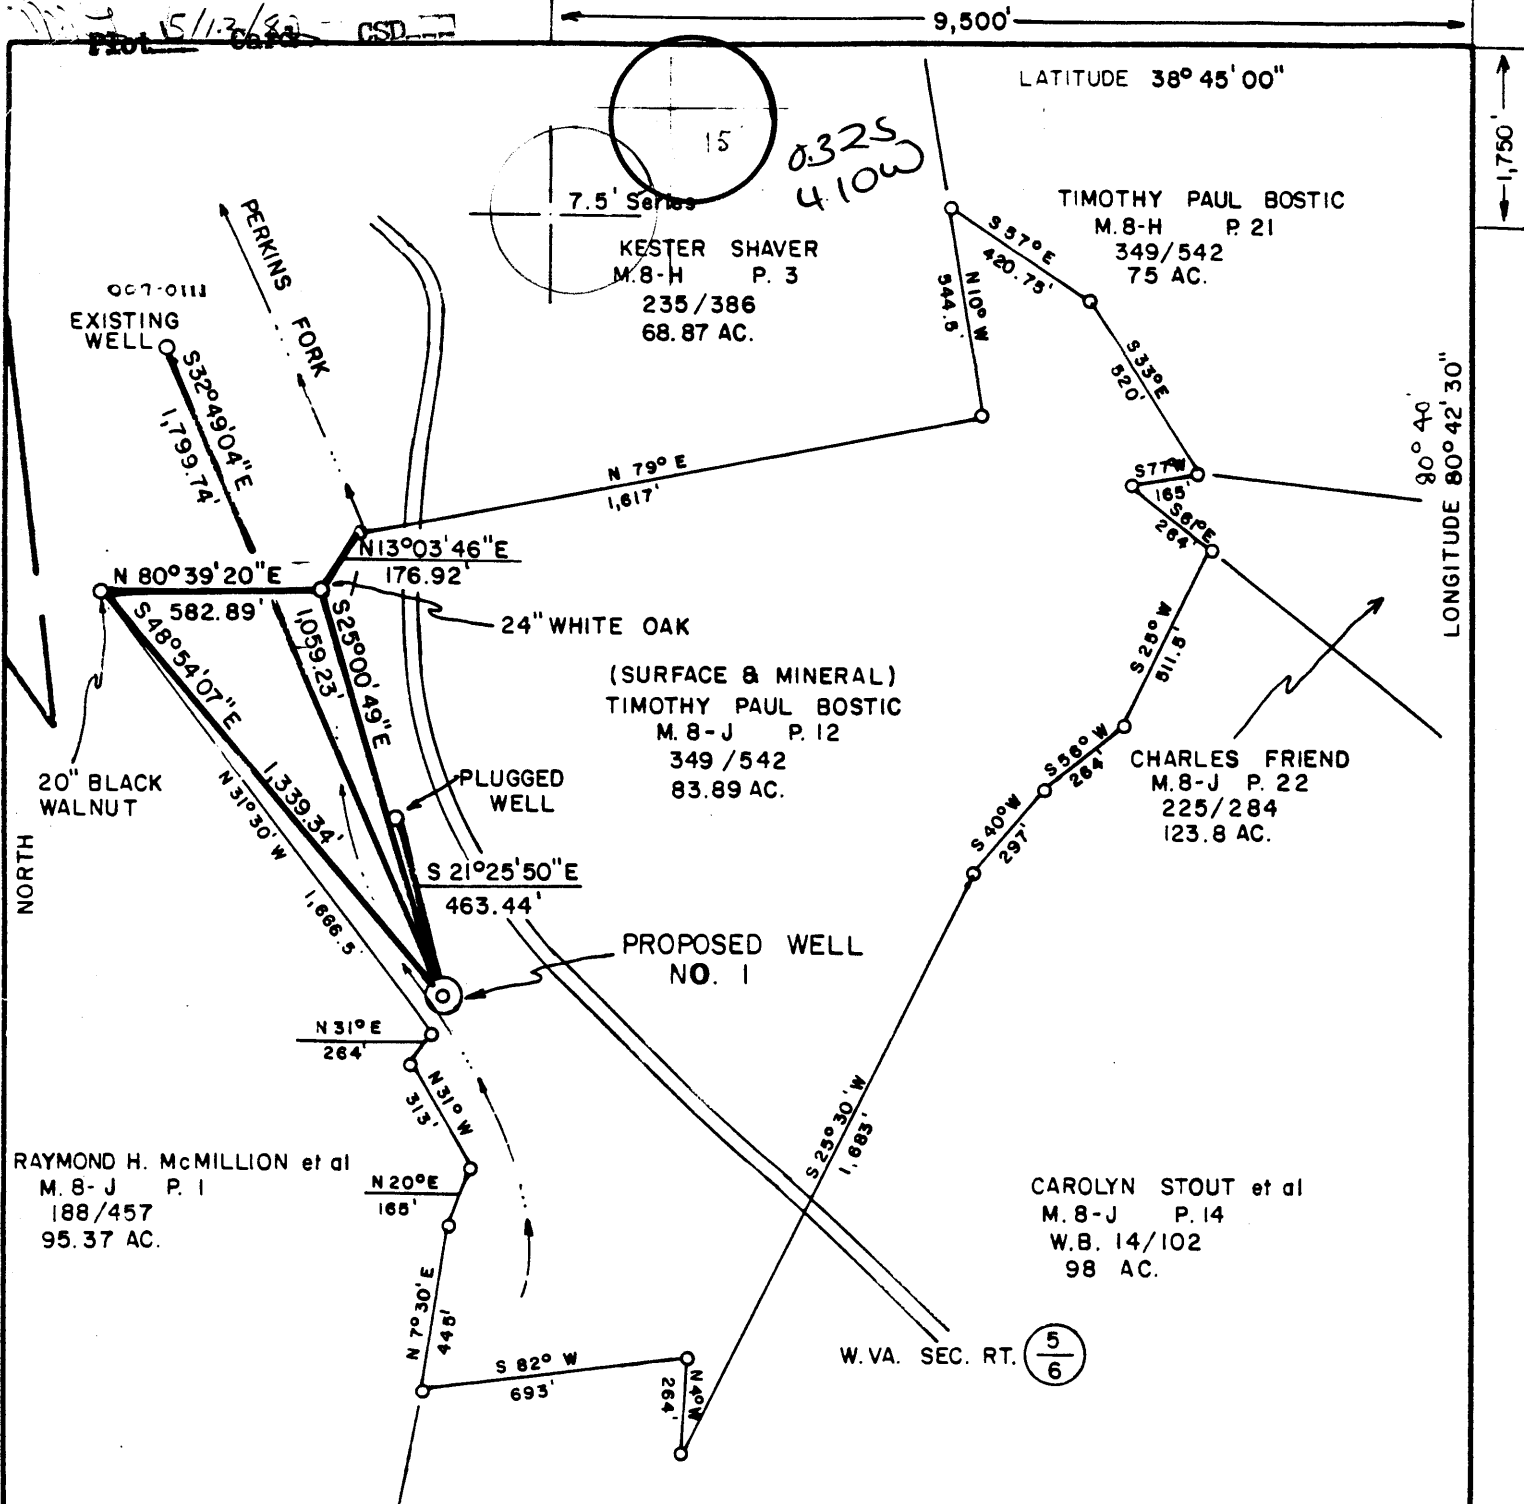 Plot 5/13/82 Card CSD
9,500'
LATITUDE 38° 45' 00"
1,750'
15
0.32S
4.10W
7.5' Series
KESTER SHAVER
M.8-H P. 3
235/386
68.87 AC.
TIMOTHY PAUL BOSTIC
M.8-H P. 21
349/542
75 AC.
PERKINS FORK
007-0111
EXISTING
WELL
S32°49'04"E
1,799.74'
S 57° E
420.75'
N 10° W
544.5'
S 33° E
520'
80° 40'
LONGITUDE 80° 42' 30"
N 79° E
1,617'
S 77° W
165'
S 61° E
264'
N13°03'46"E
176.92'
N 80°39'20"E
582.89'
24" WHITE OAK
S48°54'07"E
1,339.34'
1,059.23'
S25°00'49"E
(SURFACE & MINERAL)
TIMOTHY PAUL BOSTIC
M. 8-J P. 12
349/542
83.89 AC.
S 25° W
511.5'
20" BLACK
WALNUT
N 31° 30' W
1,666.5'
PLUGGED
WELL
S 56° W
264'
CHARLES FRIEND
M.8-J P. 22
225/284
123.8 AC.
S 40° W
297'
NORTH
S 21°25'50"E
463.44'
PROPOSED WELL
NO. 1
N 31° E
264'
N 31° W
313'
S 25° 30' W
1,683'
RAYMOND H. McMILLION et al
M. 8-J P. 1
188/457
95.37 AC.
N 20° E
165'
CAROLYN STOUT et al
M. 8-J P. 14
W.B. 14/102
98 AC.
N 7° 30' E
445'
W. VA. SEC. RT. 5/6
S 82° W
693'
N 4° W
264'